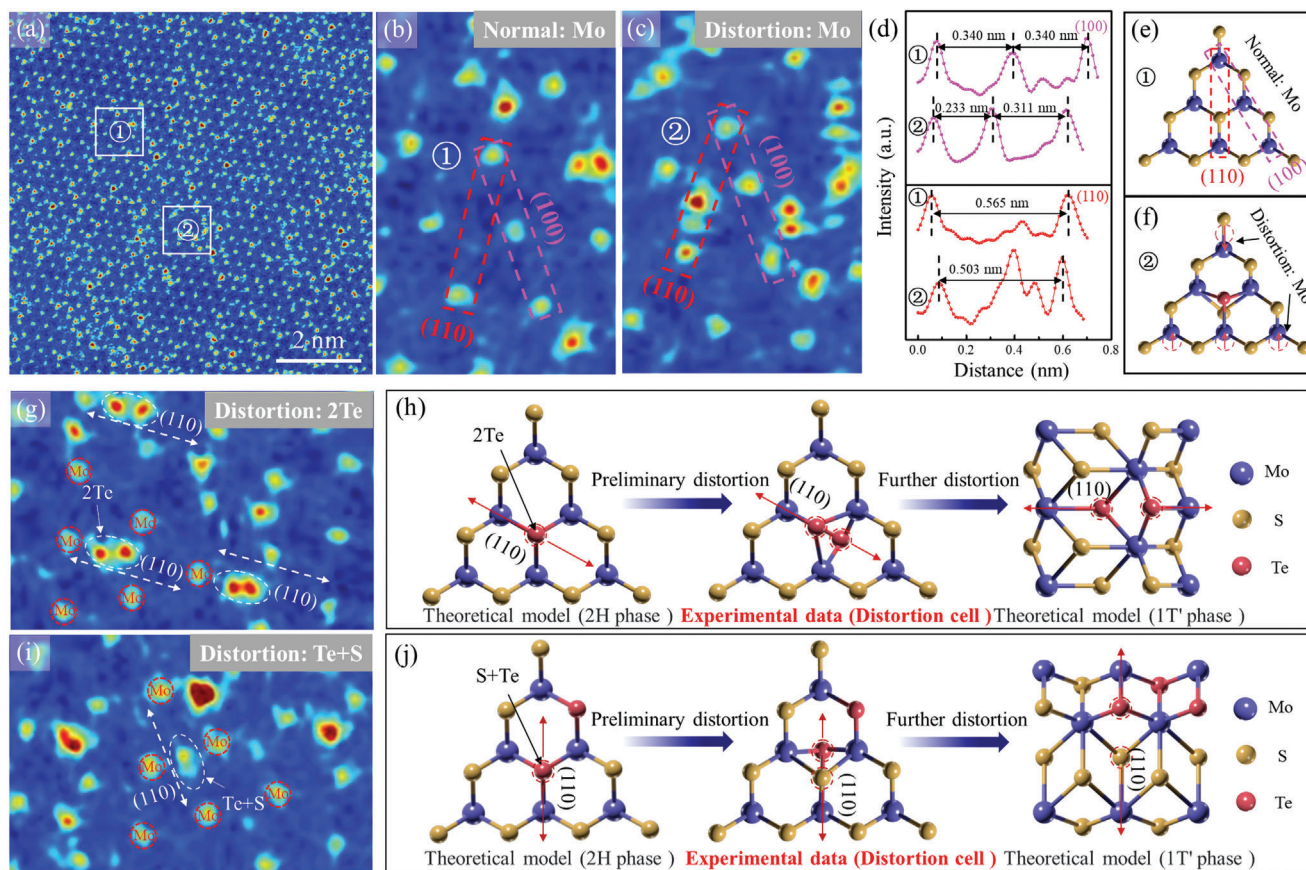 (a)
①
②
2 nm
(b)
Normal: Mo
①
(100)
(110)
(c)
Distortion: Mo
②
(100)
(110)
(d)
0.340 nm
0.340 nm
(100)
①
0.233 nm
0.311 nm
②
①
0.565 nm
(110)
0.503 nm
②
Intensity (a.u.)
0.0
0.2
0.4
0.6
0.8
Distance (nm)
(e)
①
Normal: Mo
(110)
(100)
(f)
②
Distortion: Mo
(g)
Distortion: 2Te
(110)
Mo
2Te
Mo
Mo
(110)
Mo
(110)
Mo
Mo
(h)
2Te
(110)
Preliminary distortion
(110)
Further distortion
(110)
Mo
S
Te
Theoretical model (2H phase )
Experimental data (Distortion cell )
Theoretical model (1T' phase )
(i)
Distortion: Te+S
Mo
Mo
Mo
(110)
Te+S
Mo
Mo
Mo
(j)
S+Te
(110)
Preliminary distortion
(110)
Further distortion
(110)
Mo
S
Te
Theoretical model (2H phase )
Experimental data (Distortion cell )
Theoretical model (1T' phase )